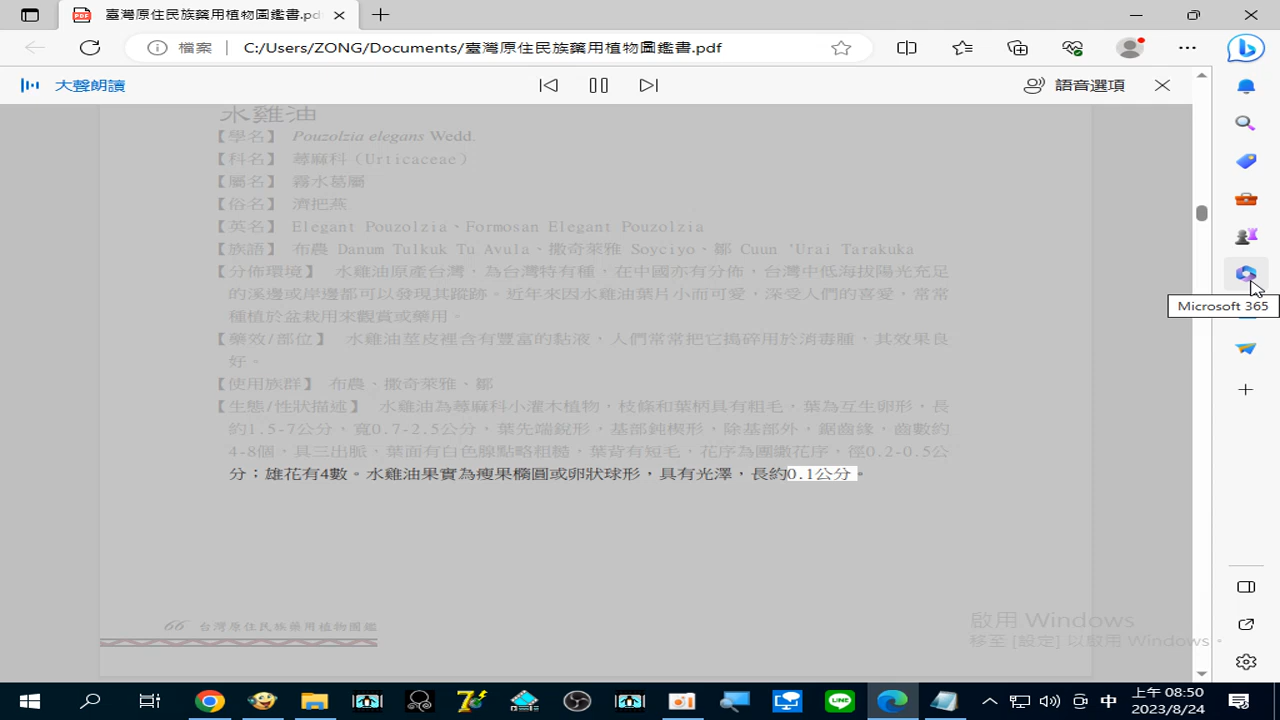 臺灣原住民族藥用植物圖鑑書.pdf
檔案
C:/Users/ZONG/Documents/臺灣原住民族藥用植物圖鑑書.pdf
大聲朗讀
語音選項
水雞油
【學名】 Pouzolzia elegans Wedd.
【科名】 蕁麻科（Urticaceae）
【屬名】 霧水葛屬
【俗名】 濟把燕
【英名】 Elegant Pouzolzia、Formosan Elegant Pouzolzia
【族語】 布農 Danum Tulkuk Tu Avula、撒奇萊雅 Soyciyo、鄒 Cuun 'Urai Tarakuka
【分佈環境】 水雞油原產台灣，為台灣特有種，在中國亦有分佈，台灣中低海拔陽光充足
的溪邊或岸邊都可以發現其蹤跡。近年來因水雞油葉片小而可愛，深受人們的喜愛，常常
種植於盆栽用來觀賞或藥用。
【藥效/部位】 水雞油莖皮裡含有豐富的黏液，人們常常把它搗碎用於消毒腫，其效果良
好。
【使用族群】 布農、撒奇萊雅、鄒
【生態/性狀描述】 水雞油為蕁麻科小灌木植物，枝條和葉柄具有粗毛，葉為互生卵形，長
約1.5-7公分，寬0.7-2.5公分，葉先端銳形，基部鈍楔形，除基部外，鋸齒緣，齒數約
4-8個，具三出脈，葉面有白色腺點略粗糙，葉背有短毛，花序為團繖花序，徑0.2-0.5公
分；雄花有4數。水雞油果實為瘦果橢圓或卵狀球形，具有光澤，長約0.1公分。
Microsoft 365
66 台灣原住民族藥用植物圖鑑
啟用 Windows
移至 [設定] 以啟用 Windows。
中
上午 08:50
2023/8/24